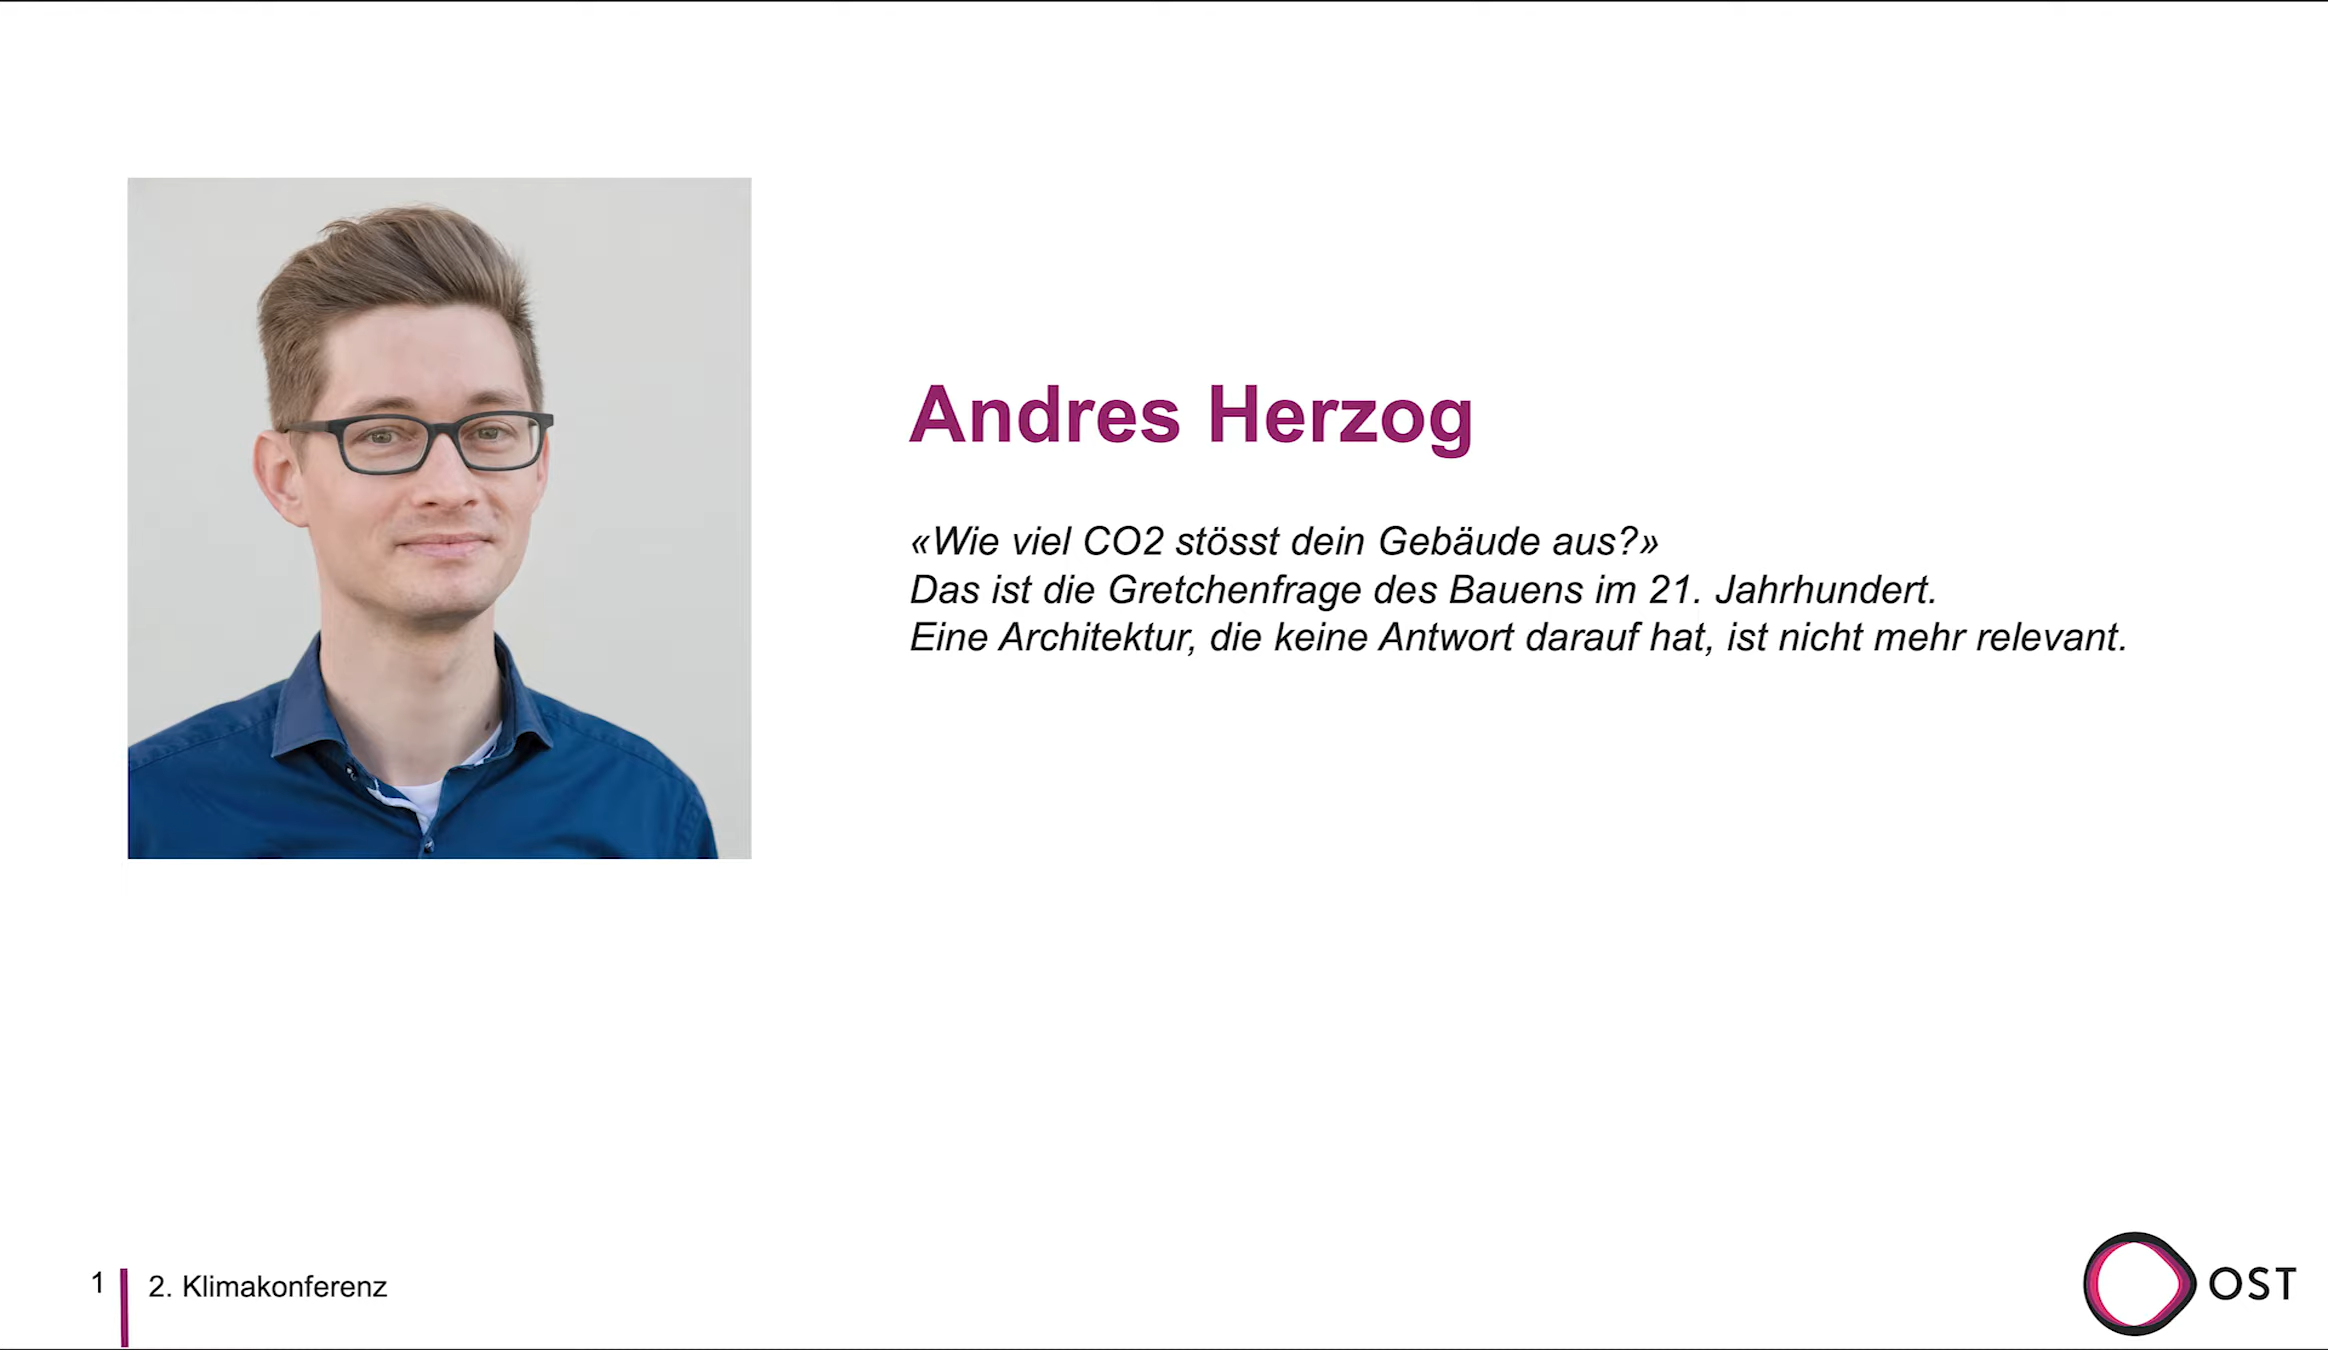 Andres Herzog
«Wie viel CO2 stösst dein Gebäude aus?»
Das ist die Gretchenfrage des Bauens im 21. Jahrhundert.
Eine Architektur, die keine Antwort darauf hat, ist nicht mehr relevant.
1
2. Klimakonferenz
OST